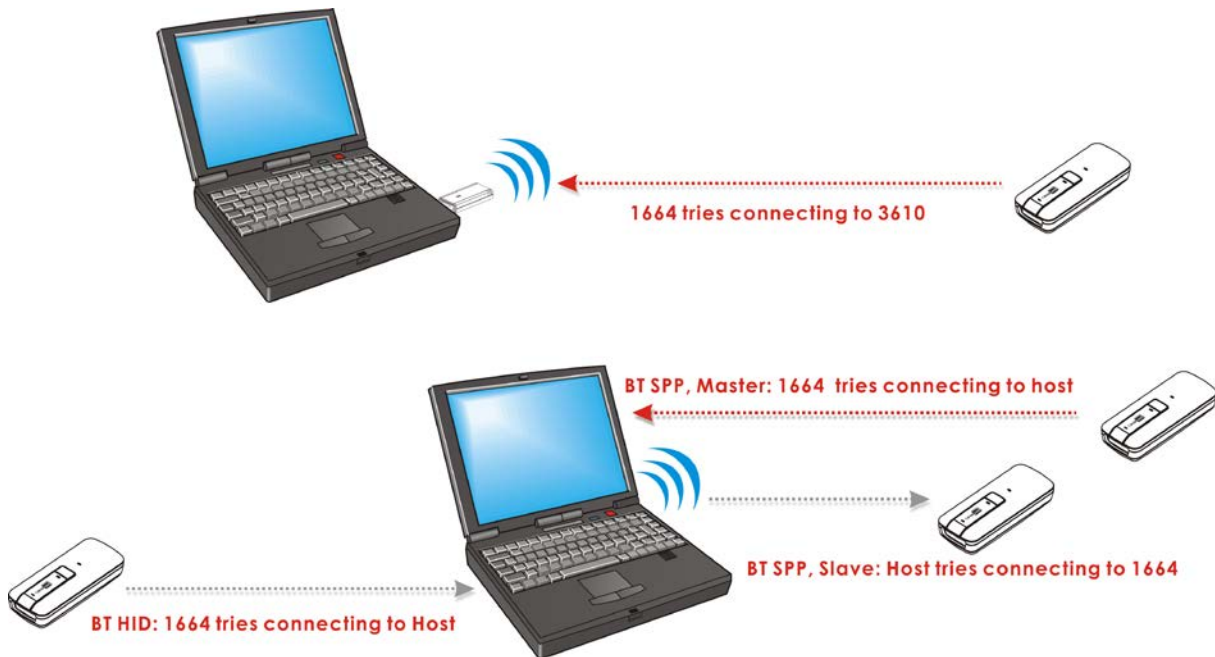 1664 tries connecting to 3610
BT SPP, Master: 1664 tries connecting to host
BT SPP, Slave: Host tries connecting to 1664
BT HID: 1664 tries connecting to Host